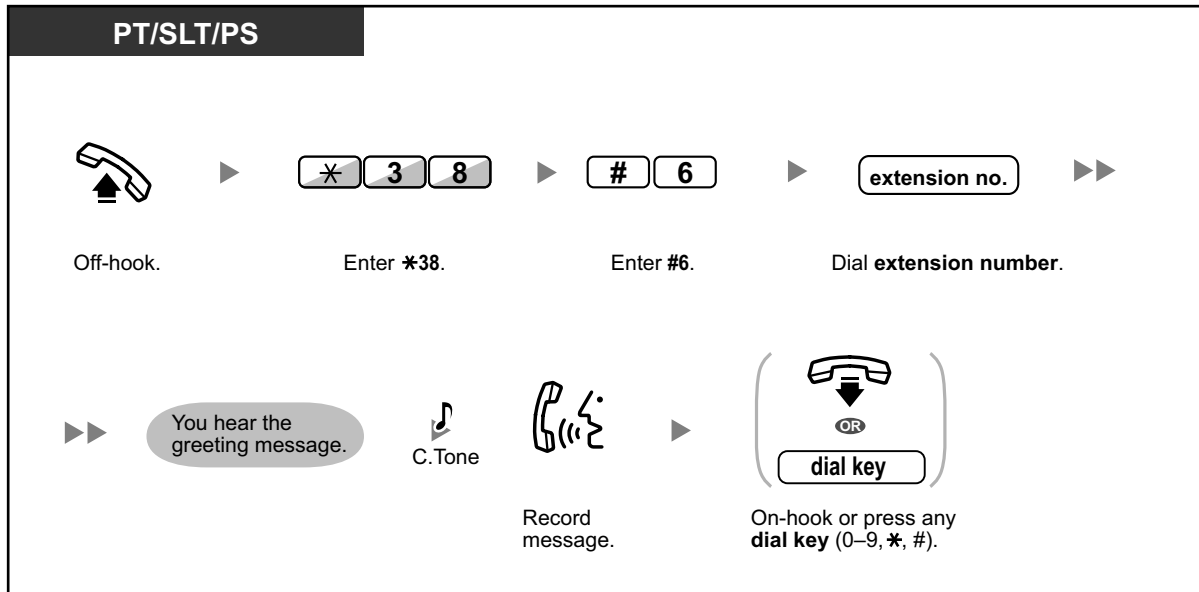 PT/SLT/PS
* 3 8
# 6
extension no.
Off-hook.
Enter *38.
Enter #6.
Dial extension number.
You hear the
greeting message.
C.Tone
OR
dial key
Record
message.
On-hook or press any
dial key (0–9, *, #).